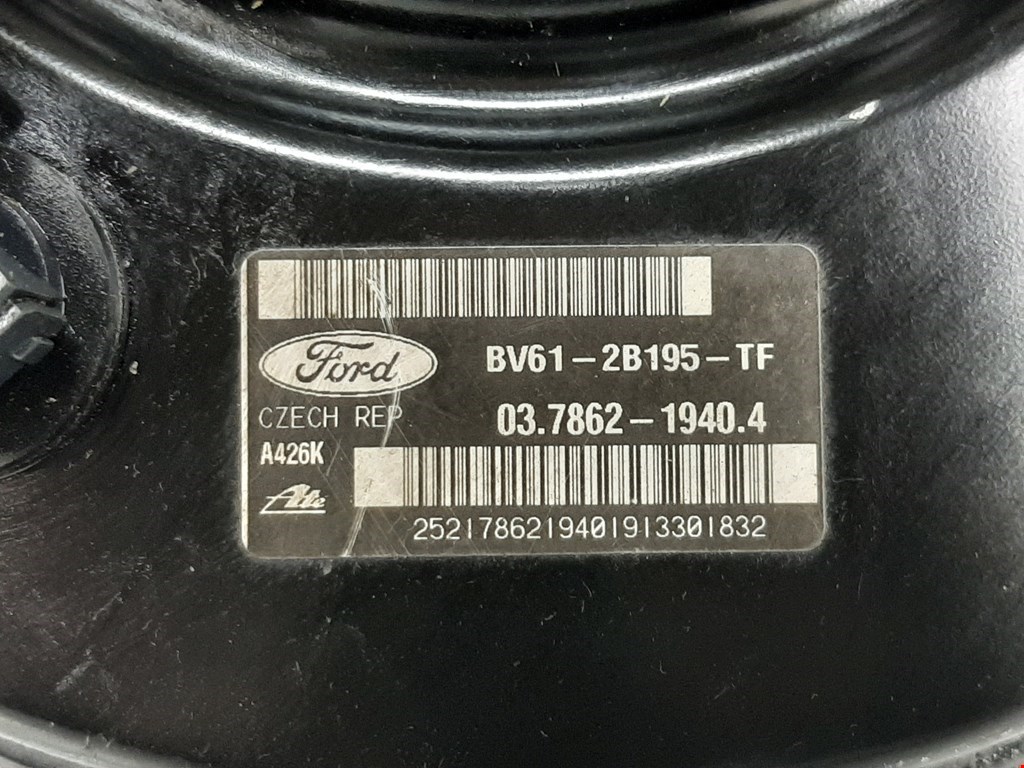 Ford
BV61-2B195-TF
CZECH REP.
03.7862-1940.4
A426K
Ate
2521786219401913301832